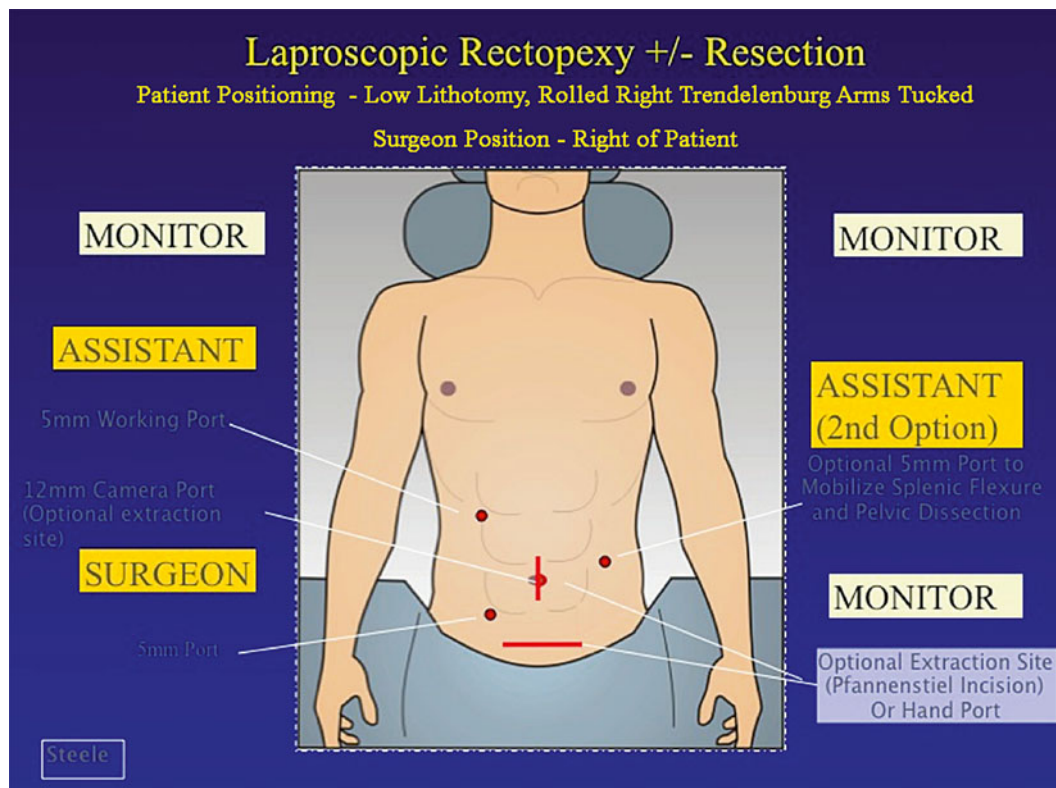 Laproscopic Rectopexy +/- Resection
Patient Positioning - Low Lithotomy, Rolled Right Trendelenburg Arms Tucked
Surgeon Position - Right of Patient
MONITOR
MONITOR
ASSISTANT
ASSISTANT
(2nd Option)
5mm Working Port
Optional 5mm Port to
Mobilize Splenic Flexure
and Pelvic Dissection
12mm Camera Port
(Optional extraction
site)
SURGEON
MONITOR
5mm Port
Optional Extraction Site
(Pfannenstiel Incision)
Or Hand Port
Steele